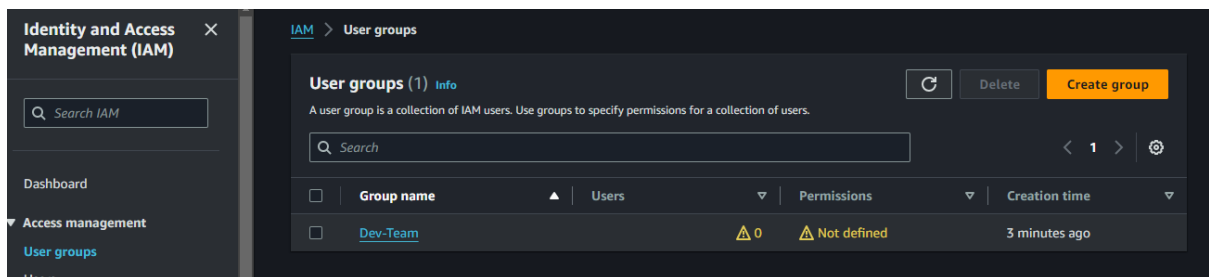 Identity and Access
Management (IAM)
Search IAM
Dashboard
Access management
User groups
IAM > User groups
User groups (1) Info
Delete
Create group
A user group is a collection of IAM users. Use groups to specify permissions for a collection of users.
Search
1
Group name Users Permissions Creation time
Dev-Team 0 Not defined 3 minutes ago